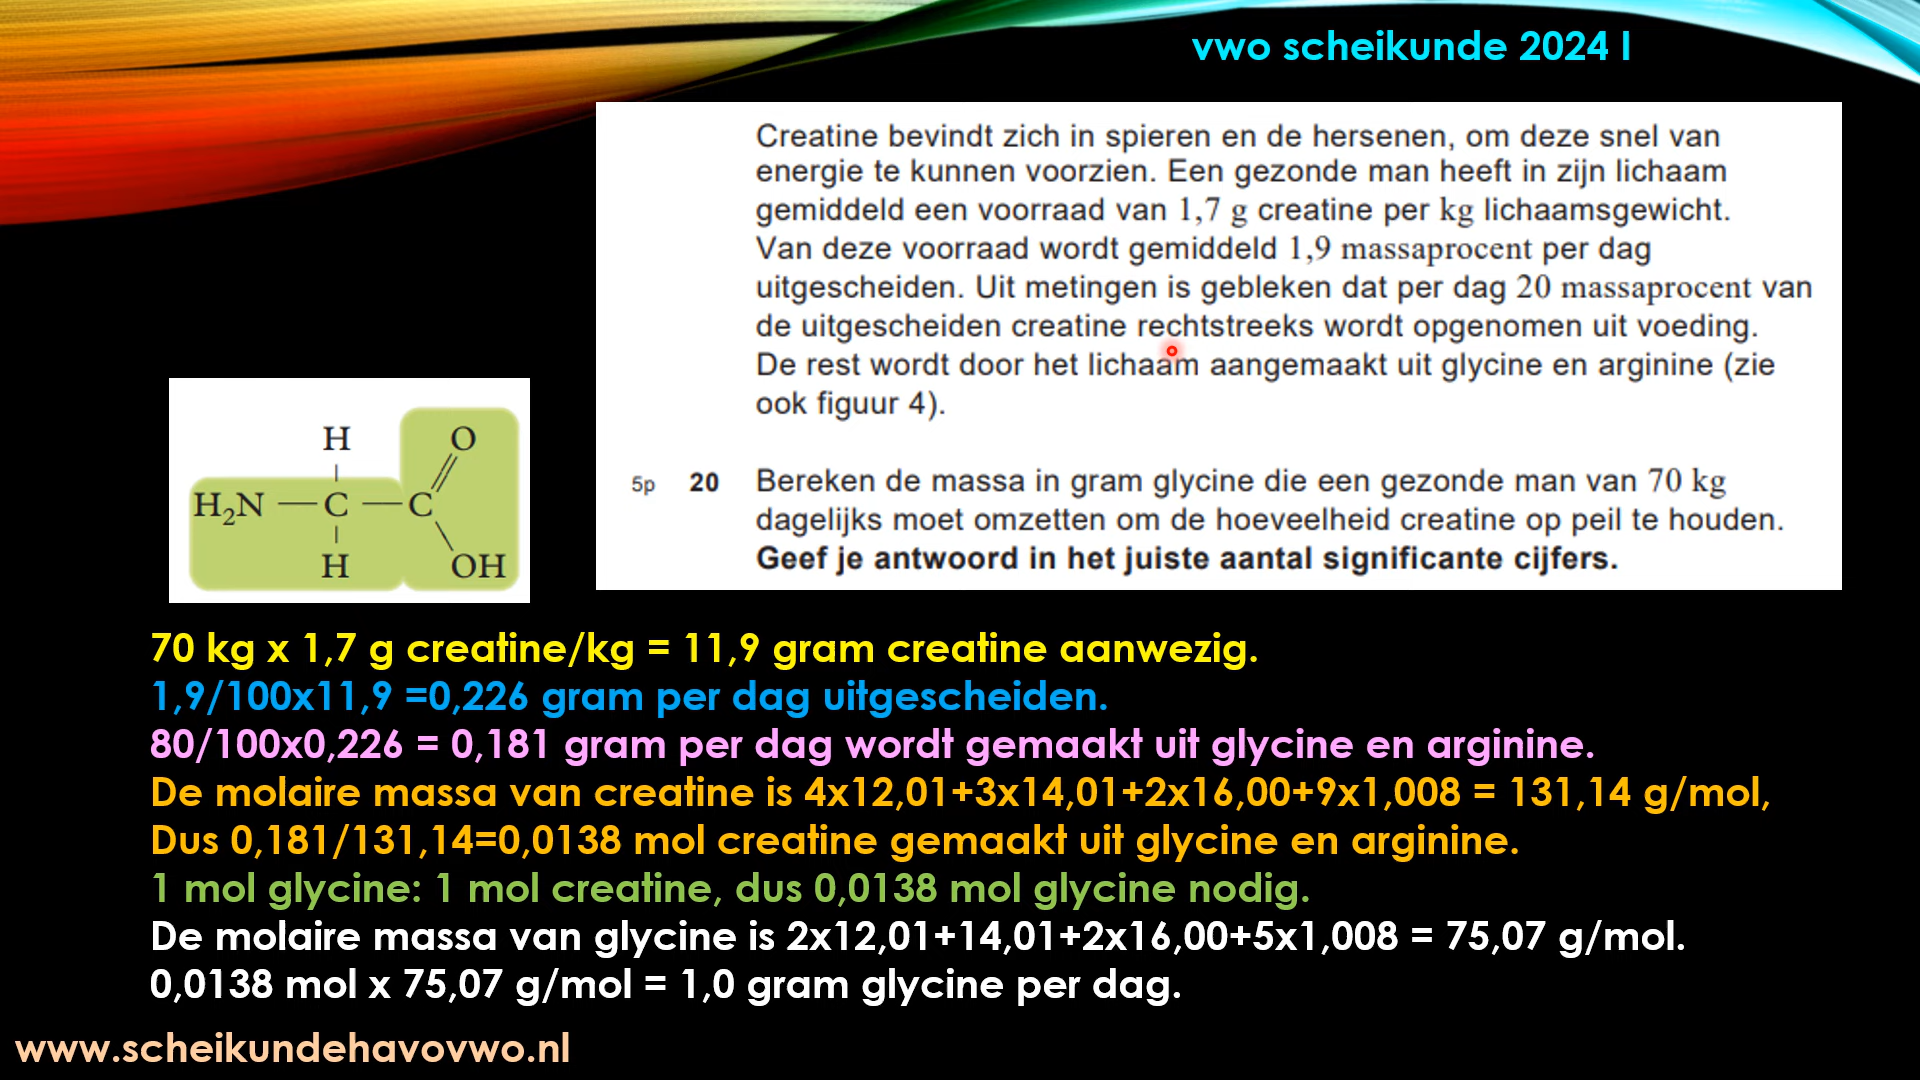 vwo scheikunde 2024 I
Creatine bevindt zich in spieren en de hersenen, om deze snel van
energie te kunnen voorzien. Een gezonde man heeft in zijn lichaam
gemiddeld een voorraad van 1,7 g creatine per kg lichaamsgewicht.
Van deze voorraad wordt gemiddeld 1,9 massaprocent per dag
uitgescheiden. Uit metingen is gebleken dat per dag 20 massaprocent van
de uitgescheiden creatine rechtstreeks wordt opgenomen uit voeding.
De rest wordt door het lichaam aangemaakt uit glycine en arginine (zie
ook figuur 4).
5p 20 Bereken de massa in gram glycine die een gezonde man van 70 kg
dagelijks moet omzetten om de hoeveelheid creatine op peil te houden.
Geef je antwoord in het juiste aantal significante cijfers.
H O
H₂N — C — C
H OH
70 kg x 1,7 g creatine/kg = 11,9 gram creatine aanwezig.
1,9/100x11,9 =0,226 gram per dag uitgescheiden.
80/100x0,226 = 0,181 gram per dag wordt gemaakt uit glycine en arginine.
De molaire massa van creatine is 4x12,01+3x14,01+2x16,00+9x1,008 = 131,14 g/mol,
Dus 0,181/131,14=0,0138 mol creatine gemaakt uit glycine en arginine.
1 mol glycine: 1 mol creatine, dus 0,0138 mol glycine nodig.
De molaire massa van glycine is 2x12,01+14,01+2x16,00+5x1,008 = 75,07 g/mol.
0,0138 mol x 75,07 g/mol = 1,0 gram glycine per dag.
www.scheikundehavovwo.nl